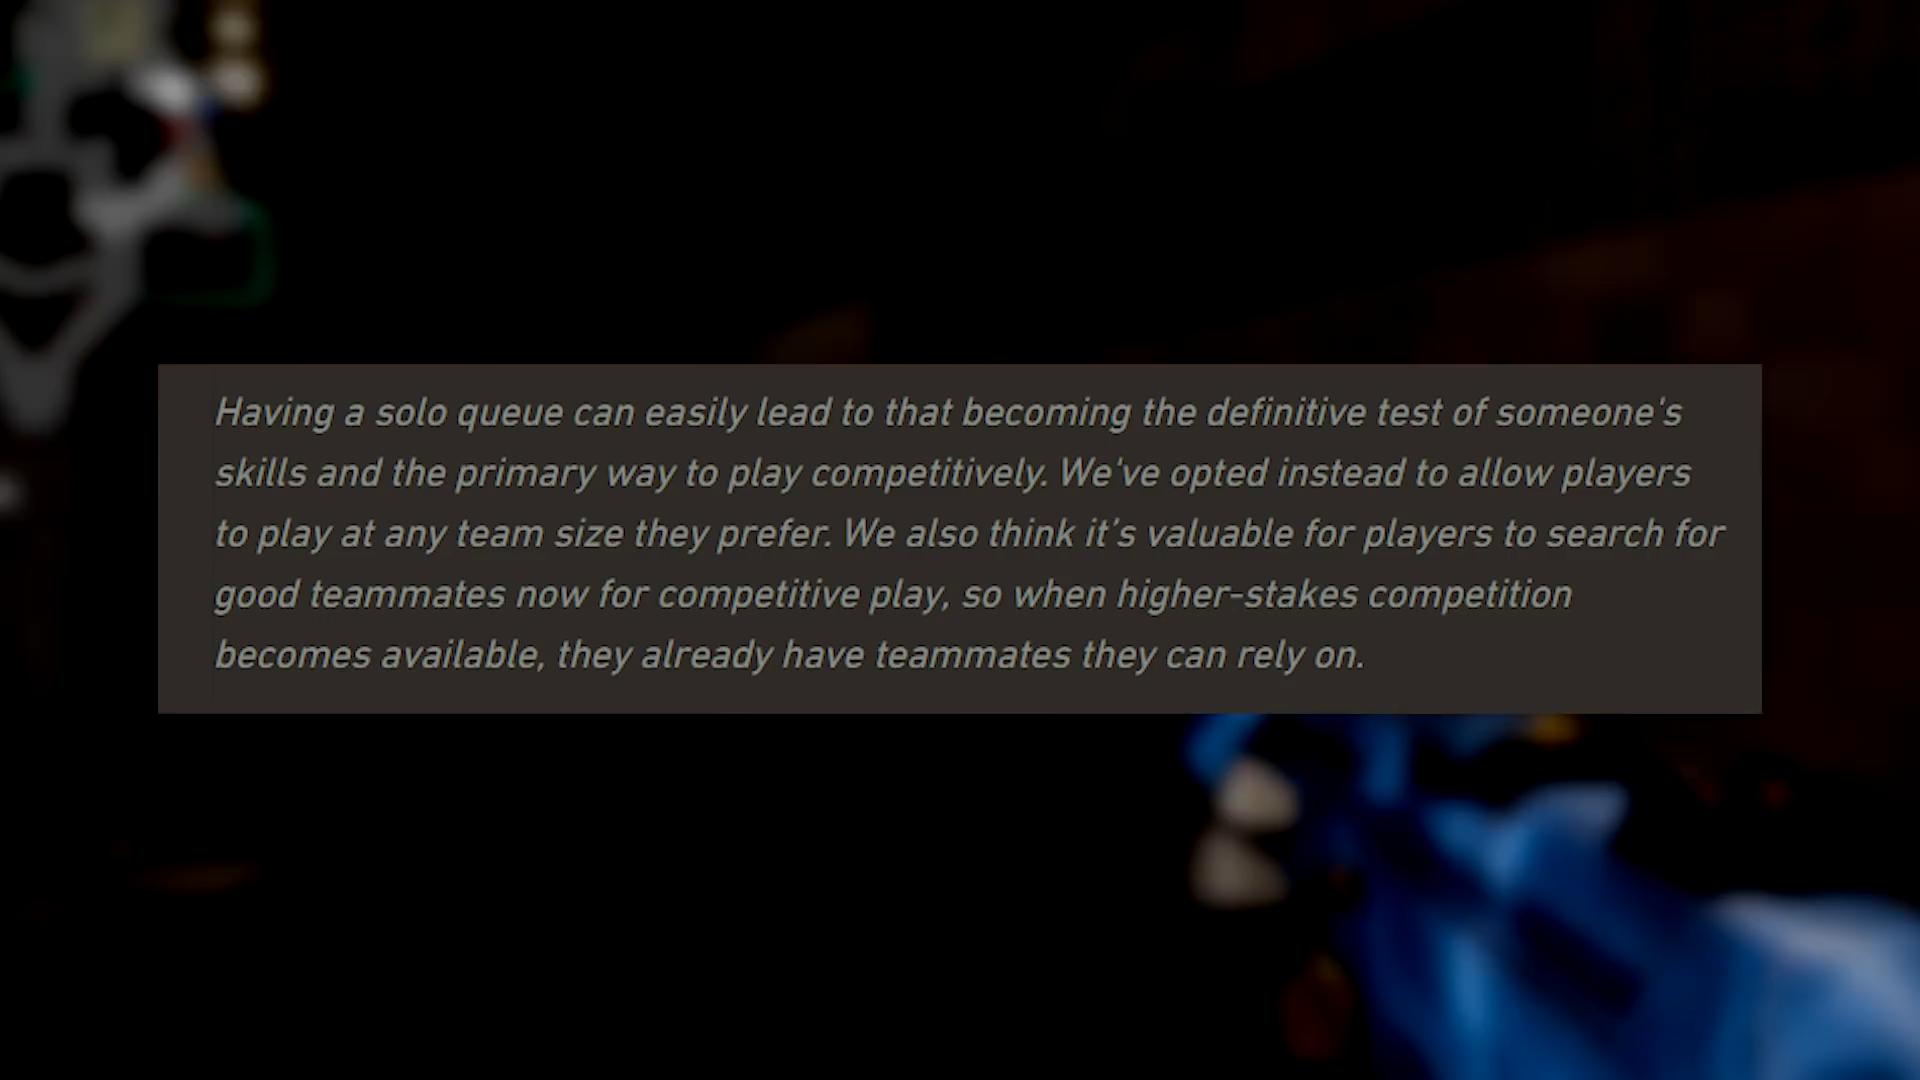 Having a solo queue can easily lead to that becoming the definitive test of someone's
skills and the primary way to play competitively. We've opted instead to allow players
to play at any team size they prefer. We also think it's valuable for players to search for
good teammates now for competitive play, so when higher-stakes competition
becomes available, they already have teammates they can rely on.